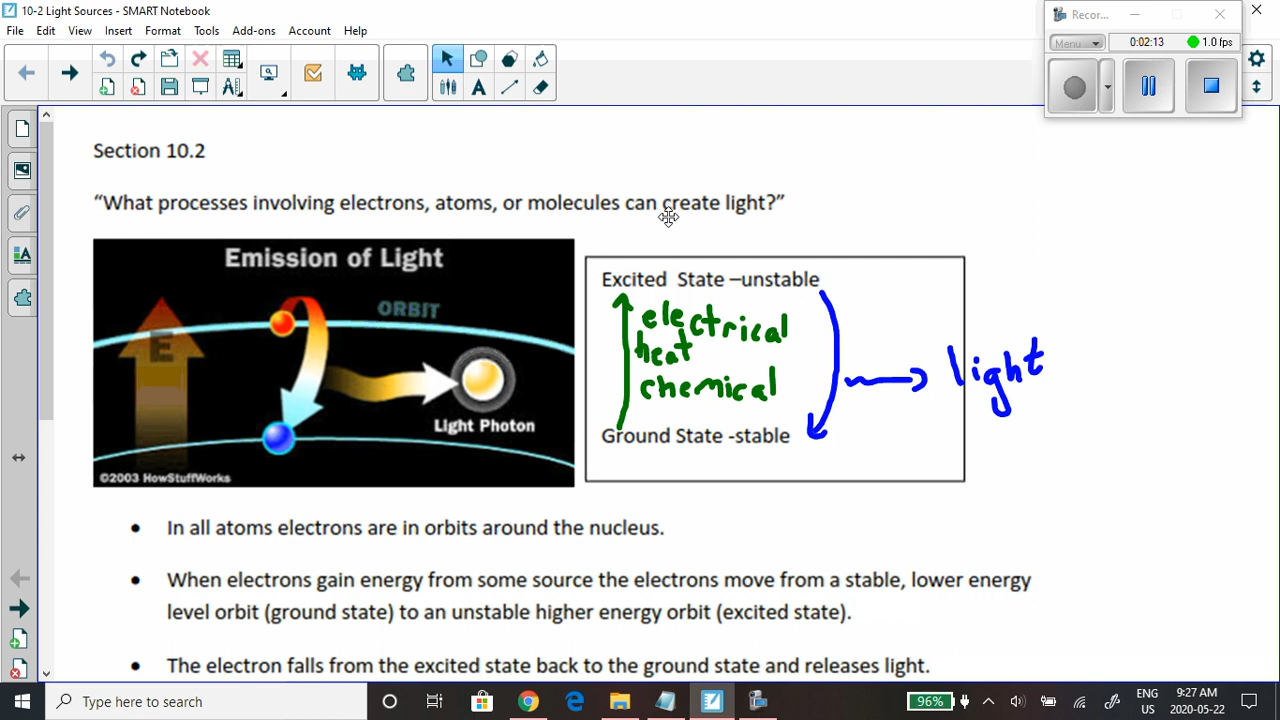 10-2 Light Sources - SMART Notebook
File Edit View Insert Format Tools Add-ons Account Help
Recor...
Menu
0:02:13
1.0 fps
Section 10.2
“What processes involving electrons, atoms, or molecules can create light?”
Emission of Light
ORBIT
E
Light Photon
©2003 HowStuffWorks
Excited State –unstable
electrical
heat
chemical
light
Ground State -stable
• In all atoms electrons are in orbits around the nucleus.
• When electrons gain energy from some source the electrons move from a stable, lower energy
level orbit (ground state) to an unstable higher energy orbit (excited state).
• The electron falls from the excited state back to the ground state and releases light.
Type here to search
96%
ENG
US
9:27 AM
2020-05-22